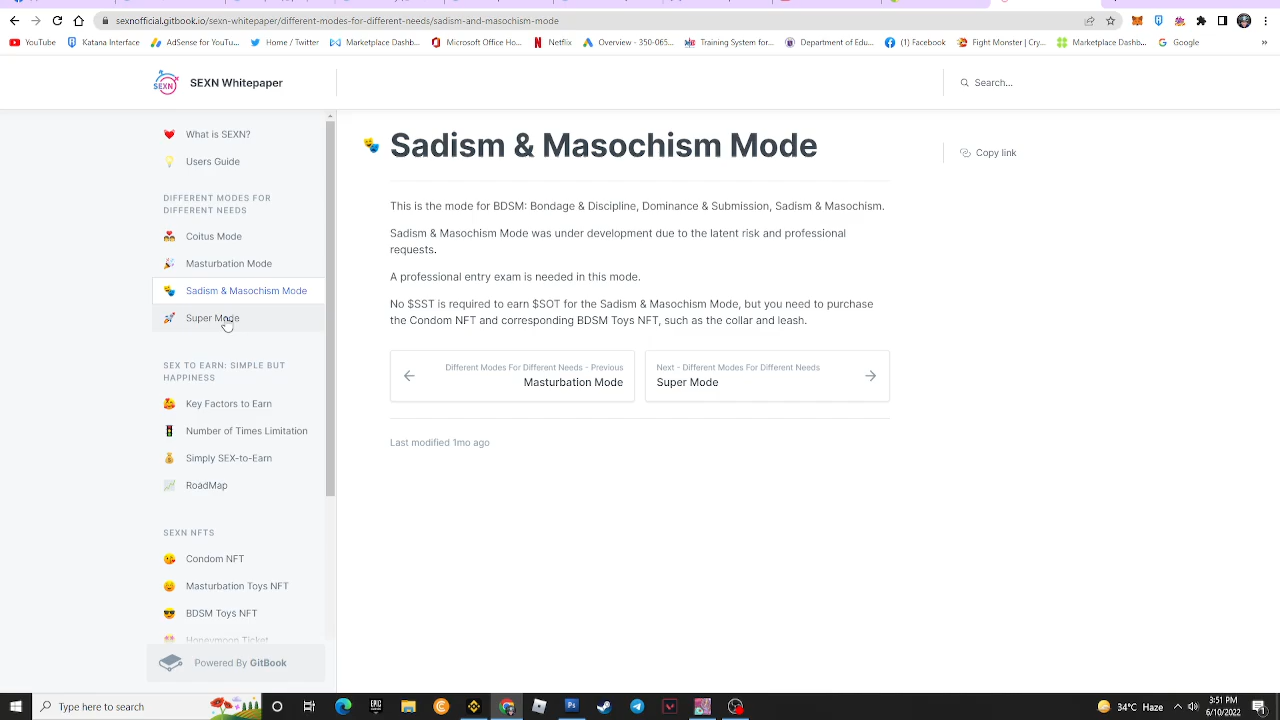 sexnofficial.gitbook.io/sexn/different-modes-for-different-needs/sadism-and-masochism-mode
YouTube
Katana Interface
AdSense for YouTu...
Home / Twitter
Marketplace Dashb...
Microsoft Office Ho...
Netflix
Overview - 350-065...
Training System for...
Department of Edu...
(1) Facebook
Fight Monster | Cry...
Marketplace Dashb...
Google
»
SEXN
SEXN Whitepaper
Search...
What is SEXN?
Users Guide
DIFFERENT MODES FOR
DIFFERENT NEEDS
Coitus Mode
Masturbation Mode
Sadism & Masochism Mode
Super Mode
SEX TO EARN: SIMPLE BUT
HAPPINESS
Key Factors to Earn
Number of Times Limitation
Simply SEX-to-Earn
RoadMap
SEXN NFTS
Condom NFT
Masturbation Toys NFT
BDSM Toys NFT
Honeymoon Ticket
Powered By GitBook
Sadism & Masochism Mode
Copy link
This is the mode for BDSM: Bondage & Discipline, Dominance & Submission, Sadism & Masochism.
Sadism & Masochism Mode was under development due to the latent risk and professional
requests.
A professional entry exam is needed in this mode.
No $SST is required to earn $SOT for the Sadism & Masochism Mode, but you need to purchase
the Condom NFT and corresponding BDSM Toys NFT, such as the collar and leash.
Different Modes For Different Needs - Previous
Masturbation Mode
Next - Different Modes For Different Needs
Super Mode
Last modified 1mo ago
Type here to search
34°C Haze
3:51 PM
6/10/2022